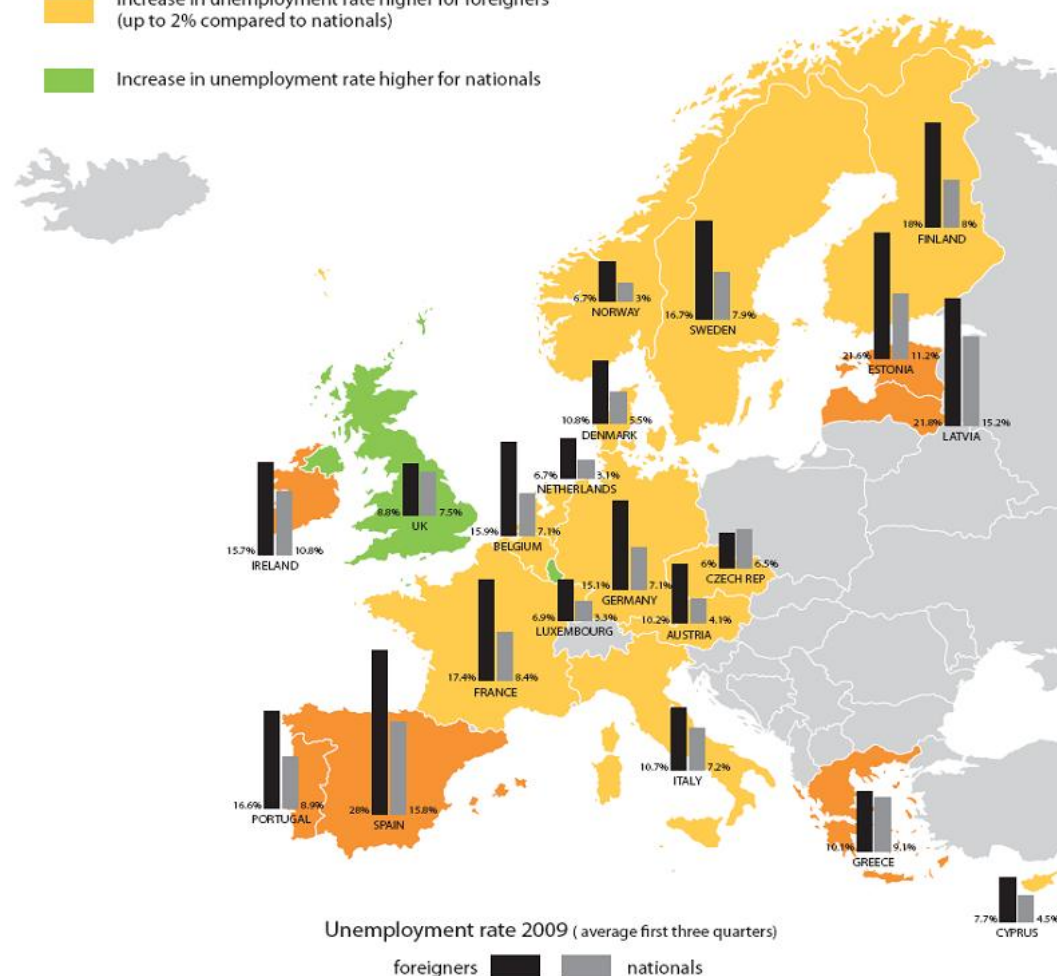 Increase in unemployment rate higher for foreigners
(up to 2% compared to nationals)
Increase in unemployment rate higher for nationals
18% 8%
FINLAND
6.7% 3%
NORWAY
16.7% 7.9%
SWEDEN
21.6% 11.2%
ESTONIA
21.8% 15.2%
LATVIA
10.8% 5.5%
DENMARK
6.7% 3.1%
NETHERLANDS
8.8% 7.5%
UK
15.9% 7.1%
BELGIUM
15.7% 10.8%
IRELAND
6% 6.5%
CZECH REP
15.1% 7.1%
GERMANY
6.9% 3.3%
LUXEMBOURG
10.2% 4.1%
AUSTRIA
17.4% 8.4%
FRANCE
10.7% 7.2%
ITALY
16.6% 8.9%
PORTUGAL
28% 15.8%
SPAIN
10.1% 9.1%
GREECE
7.7% 4.5%
CYPRUS
Unemployment rate 2009 ( average first three quarters)
foreigners nationals